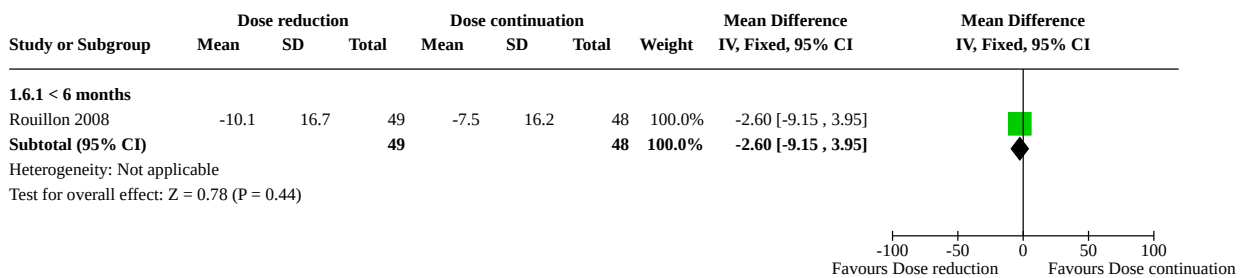 Dose reduction Dose continuation Mean Difference Mean Difference
Study or Subgroup Mean SD Total Mean SD Total Weight IV, Fixed, 95% CI IV, Fixed, 95% CI
1.6.1 < 6 months
Rouillon 2008 -10.1 16.7 49 -7.5 16.2 48 100.0% -2.60 [-9.15 , 3.95]
Subtotal (95% CI) 49 48 100.0% -2.60 [-9.15 , 3.95]
Heterogeneity: Not applicable
Test for overall effect: Z = 0.78 (P = 0.44)
-100 -50 0 50 100
Favours Dose reduction Favours Dose continuation